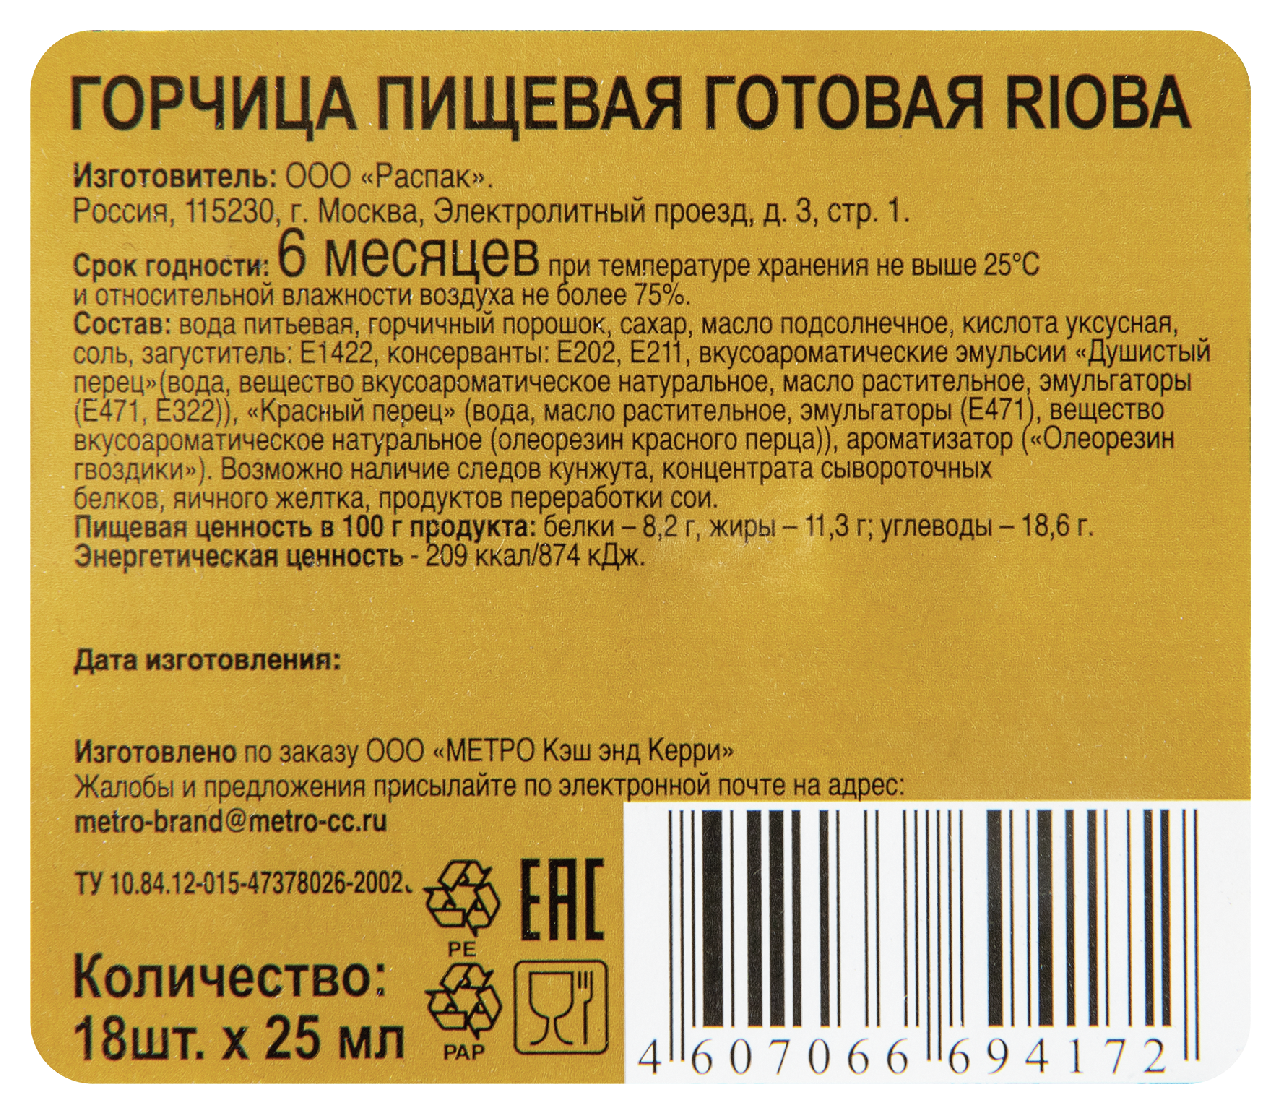 ГОРЧИЦА ПИЩЕВАЯ ГОТОВАЯ RIOBA
Изготовитель: ООО «Распак».
Россия, 115230, г. Москва, Электролитный проезд, д. 3, стр. 1.
Срок годности: 6 месяцев при температуре хранения не выше 25°С
и относительной влажности воздуха не более 75%.
Состав: вода питьевая, горчичный порошок, сахар, масло подсолнечное, кислота уксусная,
соль, загуститель: Е1422, консерванты: Е202, Е211, вкусоароматические эмульсии «Душистый
перец»(вода, вещество вкусоароматическое натуральное, масло растительное, эмульгаторы
(Е471, Е322)), «Красный перец» (вода, масло растительное, эмульгаторы (Е471), вещество
вкусоароматическое натуральное (олеорезин красного перца)), ароматизатор («Олеорезин
гвоздики»). Возможно наличие следов кунжута, концентрата сывороточных
белков, яичного желтка, продуктов переработки сои.
Пищевая ценность в 100 г продукта: белки – 8,2 г, жиры – 11,3 г; углеводы – 18,6 г.
Энергетическая ценность - 209 ккал/874 кДж.
Дата изготовления:
Изготовлено по заказу ООО «МЕТРО Кэш энд Керри»
Жалобы и предложения присылайте по электронной почте на адрес:
metro-brand@metro-cc.ru
ТУ 10.84.12-015-47378026-2002.
EAC
PE
Количество:
18шт. х 25 мл
PAP
4 607066 694172